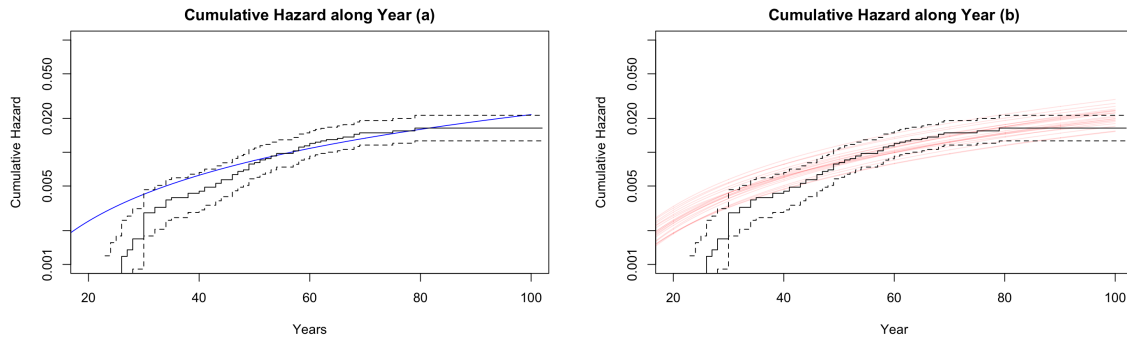 Cumulative Hazard along Year (a)
Cumulative Hazard
0.001 0.005 0.020 0.050
20 40 60 80 100
Years
Cumulative Hazard along Year (b)
Cumulative Hazard
0.001 0.005 0.020 0.050
20 40 60 80 100
Year